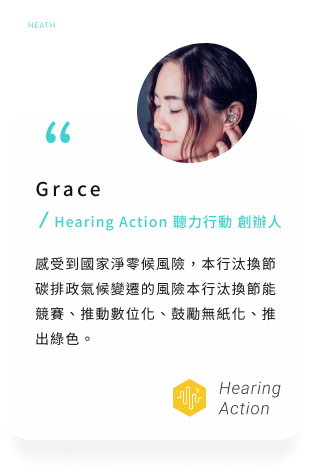 HEATH
“
Grace
/ Hearing Action 聽力行動 創辦人
感受到國家淨零候風險，本行汰換節
碳排政氣候變遷的風險本行汰換節能
競賽、推動數位化、鼓勵無紙化、推
出綠色。
Hearing
Action